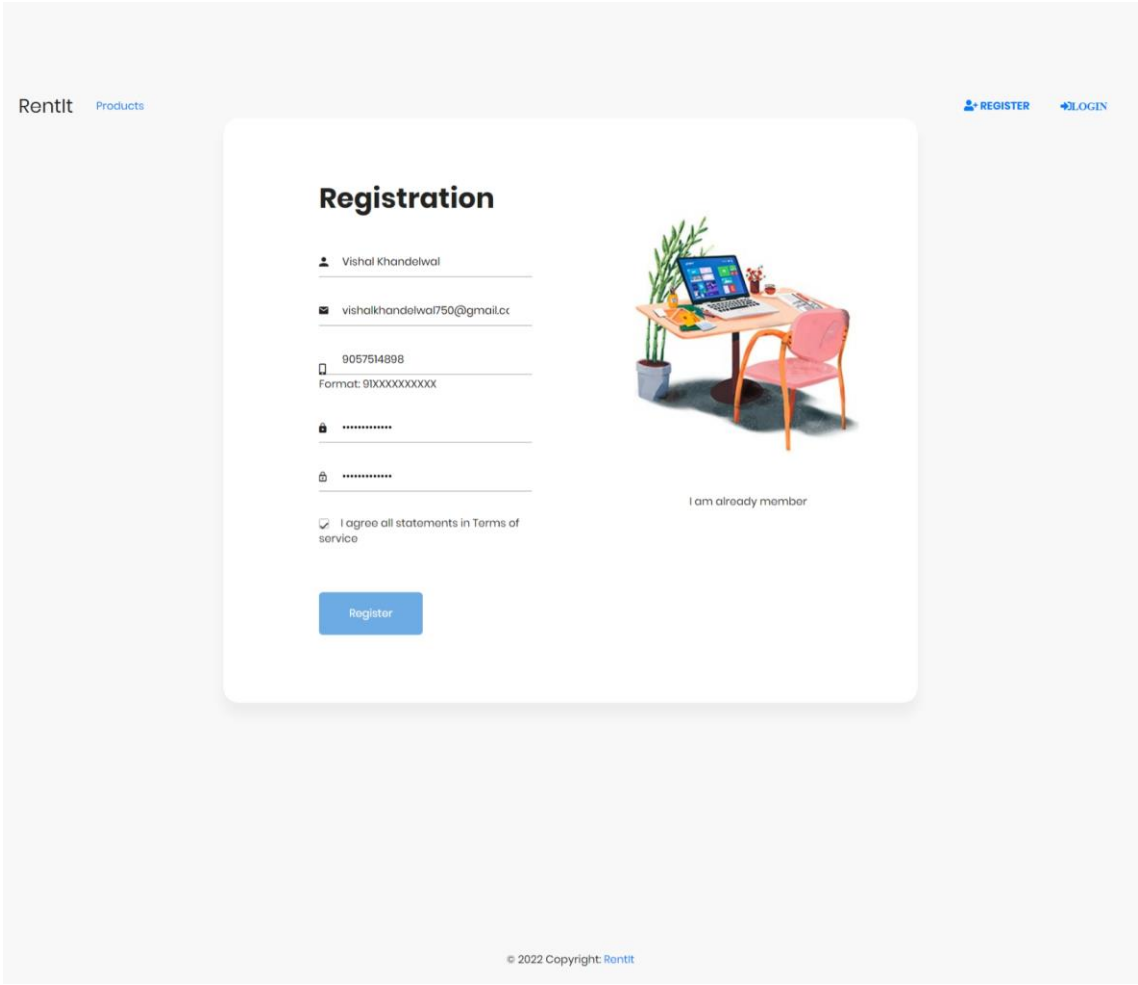 RentIt Products REGISTER LOGIN
Registration
Vishal Khandelwal
vishalkhandelwal750@gmail.cc
9057514898
Format: 91XXXXXXXXXX
•••••••••••••
•••••••••••••
I agree all statements in Terms of
service
Register
I am already member
© 2022 Copyright: RentIt